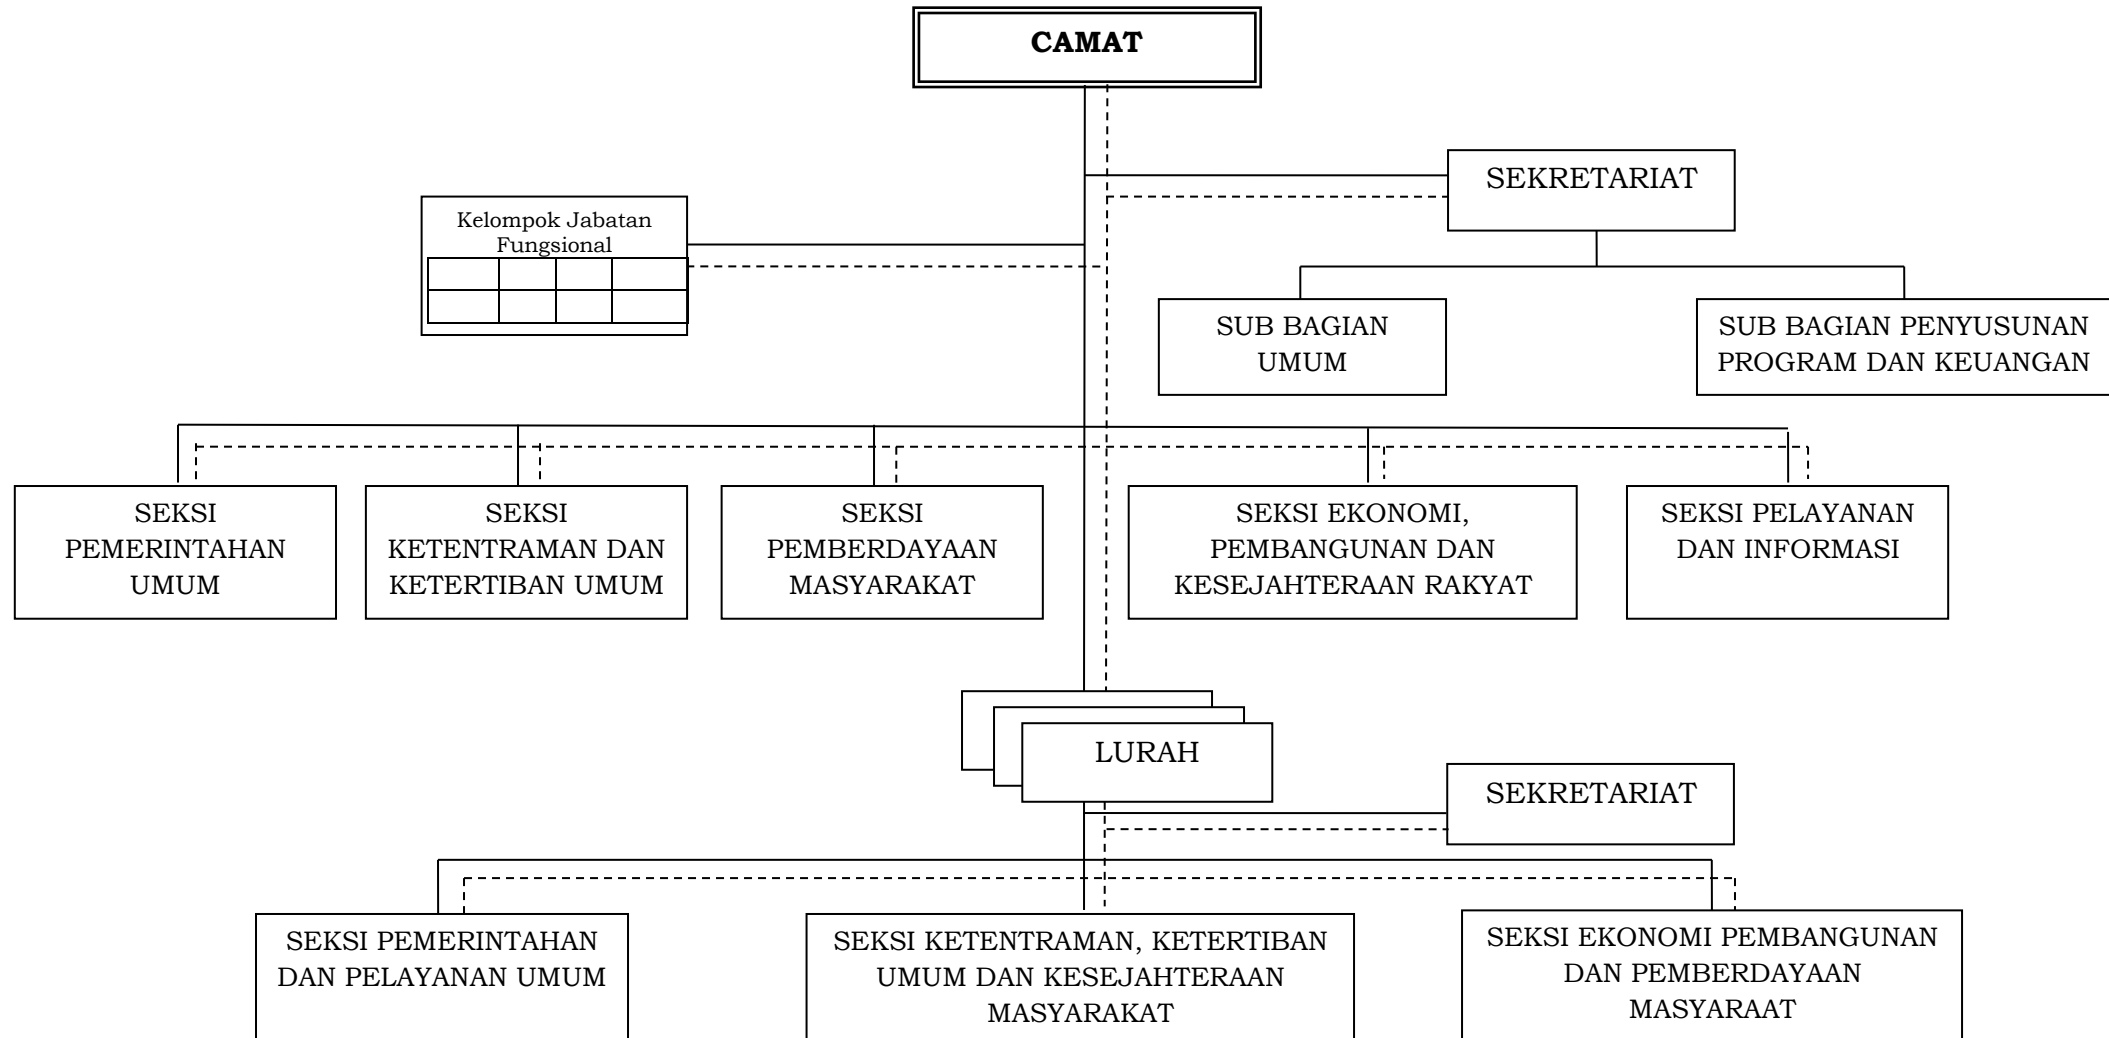 CAMAT
SEKRETARIAT
Kelompok Jabatan
Fungsional
SUB BAGIAN
UMUM
SUB BAGIAN PENYUSUNAN
PROGRAM DAN KEUANGAN
SEKSI
PEMERINTAHAN
UMUM
SEKSI
KETENTRAMAN DAN
KETERTIBAN UMUM
SEKSI
PEMBERDAYAAN
MASYARAKAT
SEKSI EKONOMI,
PEMBANGUNAN DAN
KESEJAHTERAAN RAKYAT
SEKSI PELAYANAN
DAN INFORMASI
LURAH
SEKRETARIAT
SEKSI PEMERINTAHAN
DAN PELAYANAN UMUM
SEKSI KETENTRAMAN, KETERTIBAN
UMUM DAN KESEJAHTERAAN
MASYARAKAT
SEKSI EKONOMI PEMBANGUNAN
DAN PEMBERDAYAAN
MASYARAAT